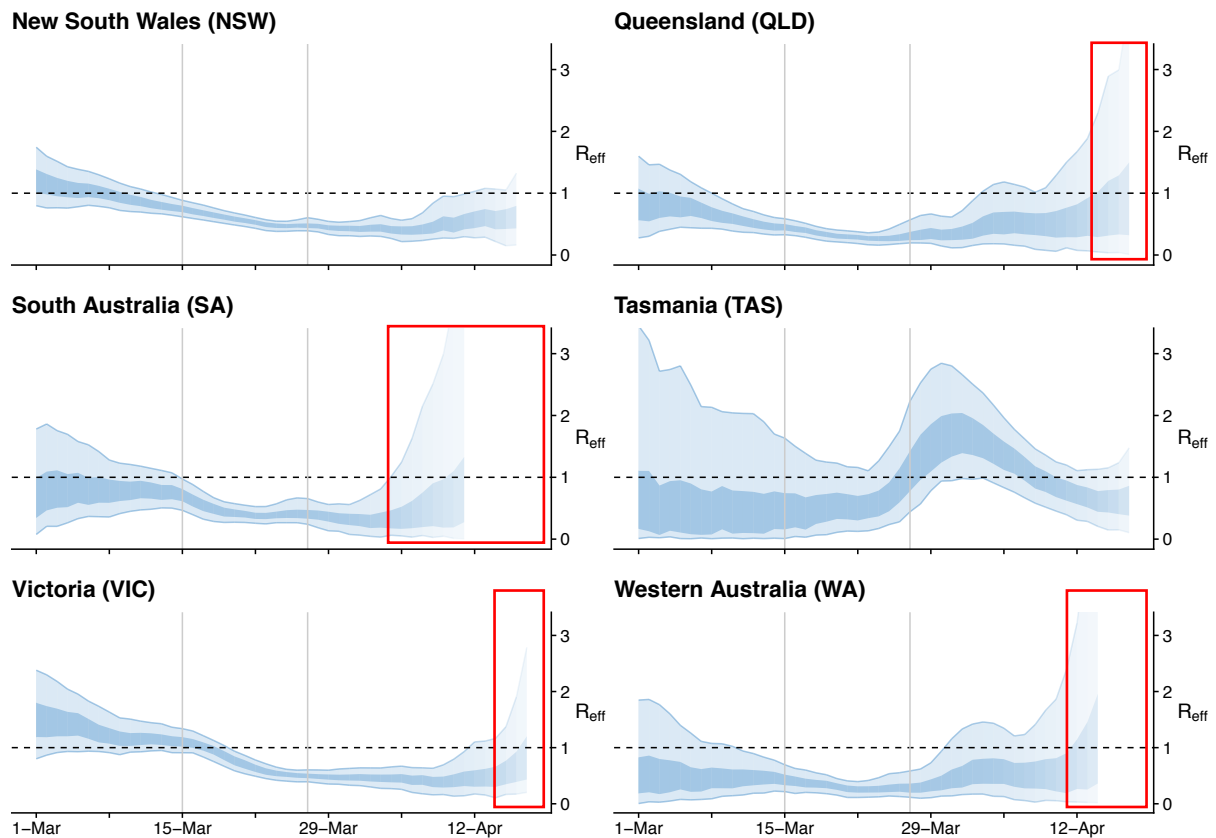 New South Wales (NSW)
3
2
1
0
Reff
Queensland (QLD)
3
2
1
0
Reff
South Australia (SA)
3
2
1
0
Reff
Tasmania (TAS)
3
2
1
0
Reff
Victoria (VIC)
3
2
1
0
Reff
1–Mar 15–Mar 29–Mar 12–Apr
Western Australia (WA)
3
2
1
0
Reff
1–Mar 15–Mar 29–Mar 12–Apr